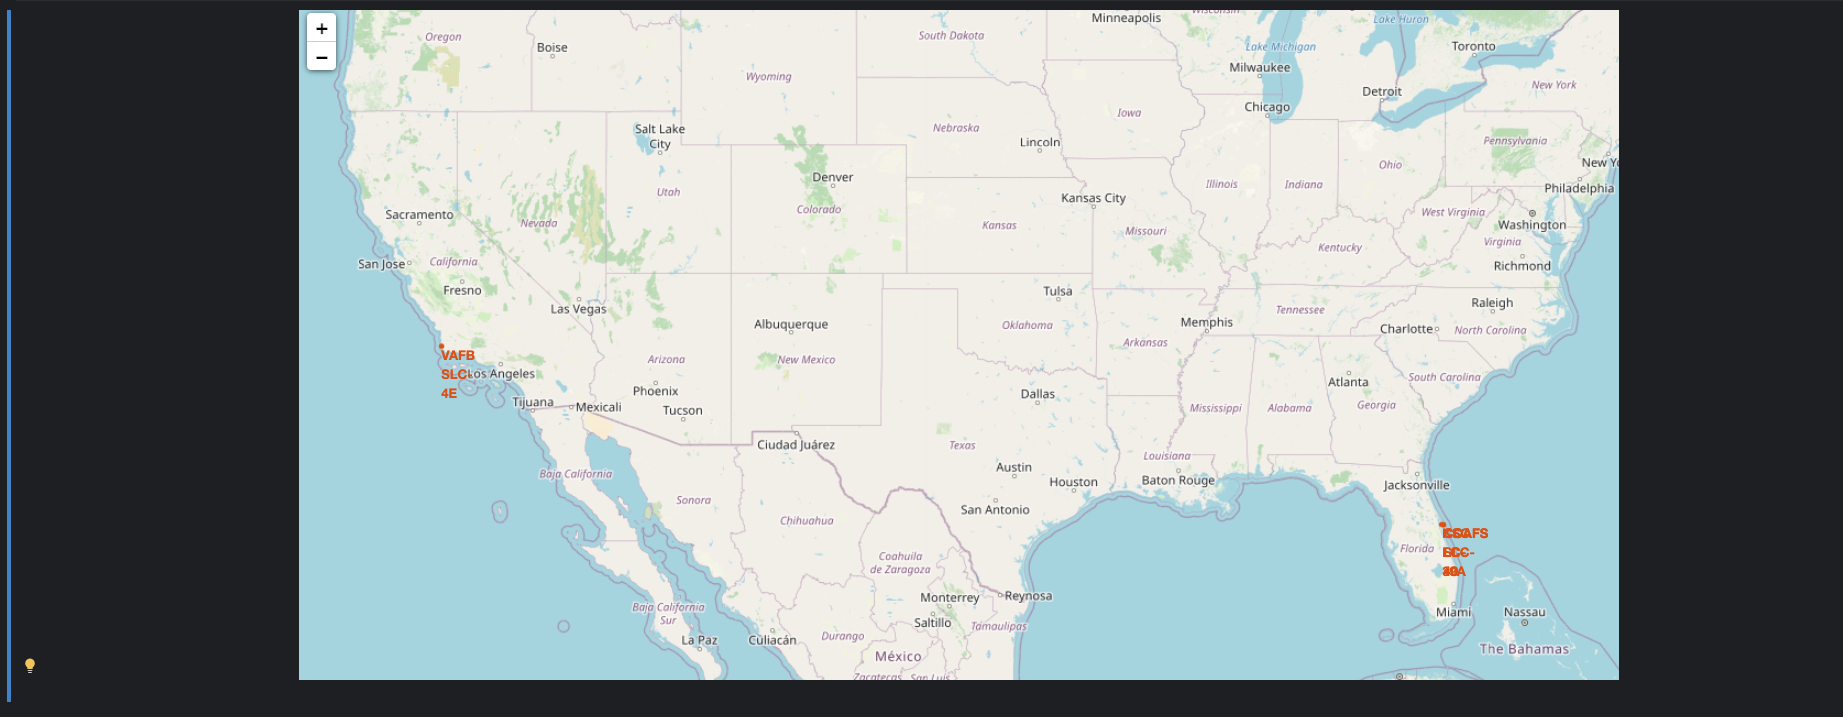 +
−
Minneapolis
Wisconsin
Lake Huron
Oregon
Boise
South Dakota
Lake Michigan
Toronto
Milwaukee
Wyoming
New York
Detroit
Chicago
Iowa
Salt Lake
City
Nebraska
Lincoln
Pennsylvania
Ohio
New Yo
Denver
Utah
Illinois
Indiana
Philadelphia
Kansas City
Colorado
Sacramento
West Virginia
Nevada
Kansas
Missouri
Washington
Virginia
Kentucky
San Jose
California
Richmond
Fresno
Tulsa
Las Vegas
Raleigh
Tennessee
Albuquerque
Oklahoma
Memphis
Charlotte
North Carolina
Arkansas
VAFB
SLC-
4E
Los Angeles
Arizona
New Mexico
South Carolina
Atlanta
Phoenix
Dallas
Tijuana
Mexicali
Tucson
Mississippi
Alabama
Georgia
Ciudad Juárez
Texas
Louisiana
Austin
Baja California
Houston
Baton Rouge
Jacksonville
Sonora
San Antonio
Chihuahua
Florida
Coahuila
de Zaragoza
Monterrey
Reynosa
Baja California
Sur
Saltillo
Tamaulipas
Miami
Nassau
La Paz
Culiacán
Durango
México
The Bahamas
Zacatecas
San Luis